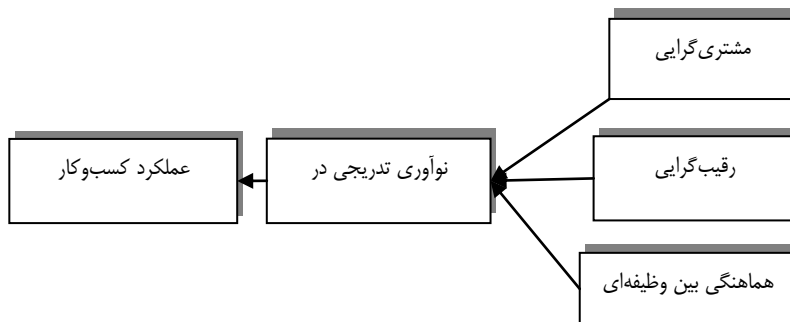 مشتری‌گرایی
رقیب‌گرایی
هماهنگی بین وظیفه‌ای
نوآوری تدریجی در
عملکرد کسب‌وکار